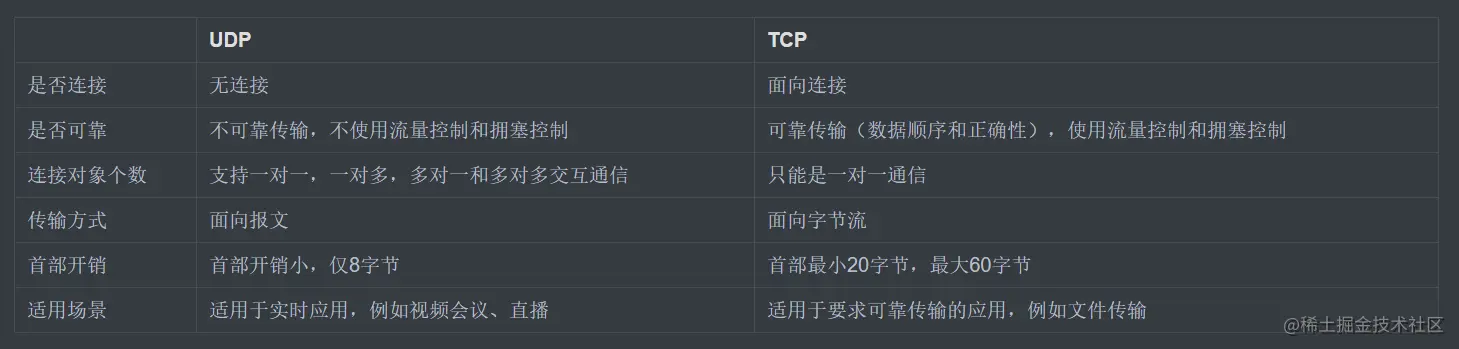 UDP TCP
是否连接 无连接 面向连接
是否可靠 不可靠传输，不使用流量控制和拥塞控制 可靠传输（数据顺序和正确性），使用流量控制和拥塞控制
连接对象个数 支持一对一，一对多，多对一和多对多交互通信 只能是一对一通信
传输方式 面向报文 面向字节流
首部开销 首部开销小，仅8字节 首部最小20字节，最大60字节
适用场景 适用于实时应用，例如视频会议、直播 适用于要求可靠传输的应用，例如文件传输
@稀土掘金技术社区